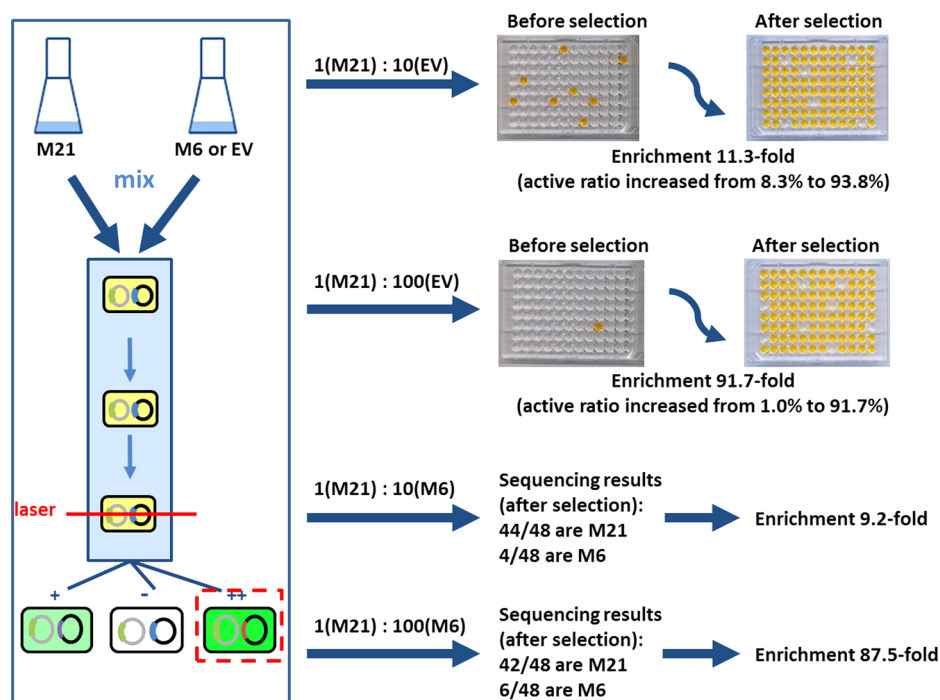 M21
M6 or EV
mix
laser
+
-
++
1(M21) : 10(EV)
Before selection
After selection
Enrichment 11.3-fold
(active ratio increased from 8.3% to 93.8%)
1(M21) : 100(EV)
Before selection
After selection
Enrichment 91.7-fold
(active ratio increased from 1.0% to 91.7%)
1(M21) : 10(M6)
Sequencing results
(after selection):
44/48 are M21
4/48 are M6
Enrichment 9.2-fold
1(M21) : 100(M6)
Sequencing results
(after selection):
42/48 are M21
6/48 are M6
Enrichment 87.5-fold